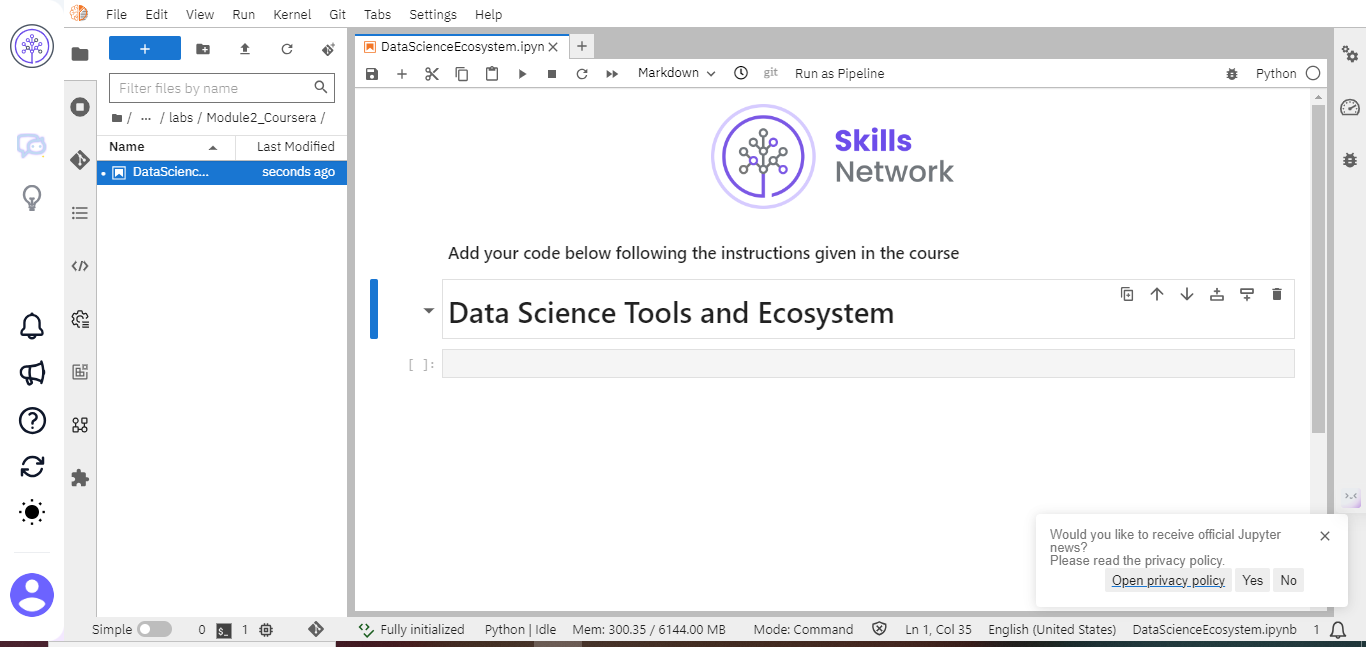 File Edit View Run Kernel Git Tabs Settings Help
+
Filter files by name
/ ... / labs / Module2_Coursera /
Name Last Modified
DataScienc... seconds ago
DataScienceEcosystem.ipyn
Markdown git Run as Pipeline Python
Skills
Network
Add your code below following the instructions given in the course
Data Science Tools and Ecosystem
[ ]:
Would you like to receive official Jupyter
news?
Please read the privacy policy.
Open privacy policy Yes No
Simple 0 $_ 1 Fully initialized Python | Idle Mem: 300.35 / 6144.00 MB Mode: Command Ln 1, Col 35 English (United States) DataScienceEcosystem.ipynb 1